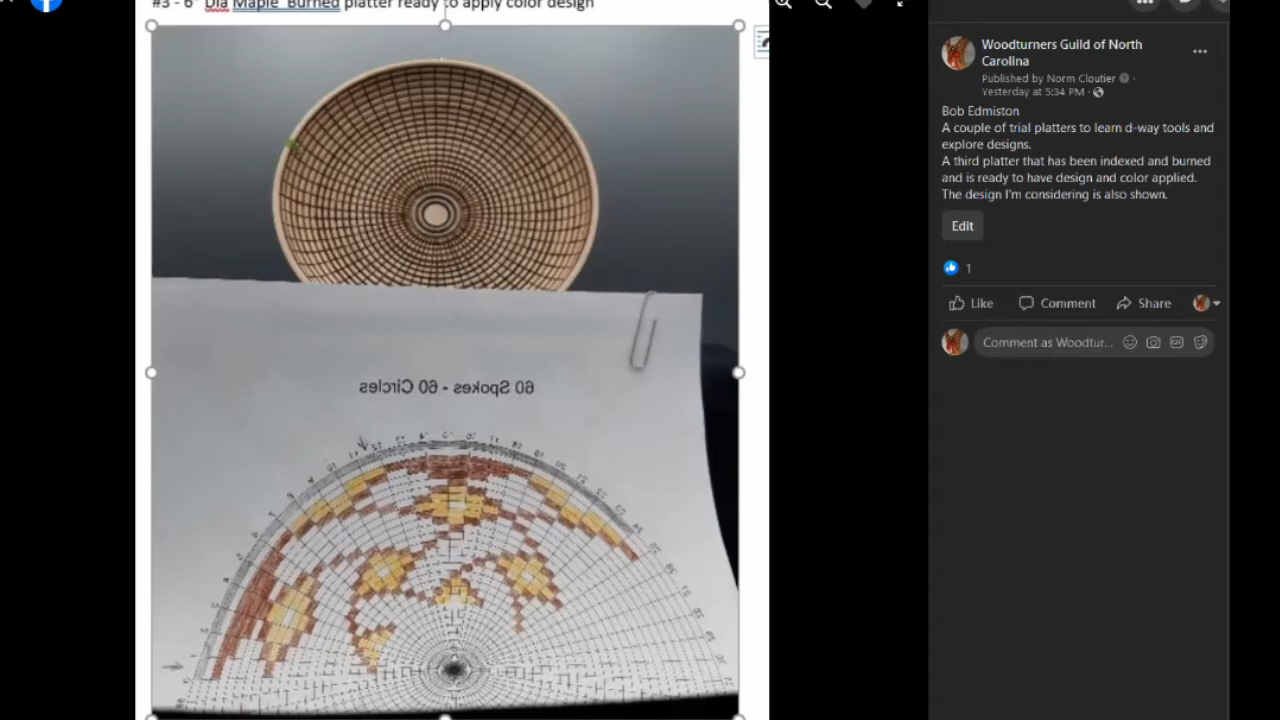 #3 - 6" Dia Maple Burned platter ready to apply color design
60 Spokes - 60 Circles
Woodturners Guild of North
Carolina
Published by Norm Cloutier
Yesterday at 5:34 PM
Bob Edmiston
A couple of trial platters to learn d-way tools and
explore designs.
A third platter that has been indexed and burned
and is ready to have design and color applied.
The design I'm considering is also shown.
Edit
1
Like Comment Share
Comment as Woodtur...